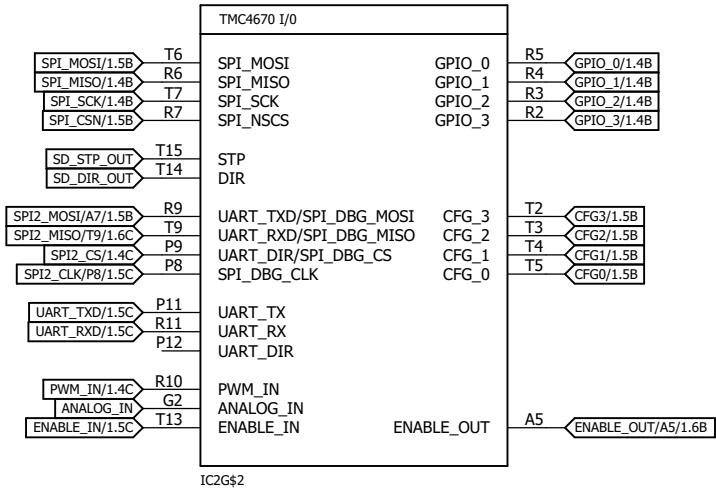 TMC4670 I/0
SPI_MOSI/1.5B T6 SPI_MOSI GPIO_0 R5 GPIO_0/1.4B
SPI_MISO/1.4B R6 SPI_MISO GPIO_1 R4 GPIO_1/1.4B
SPI_SCK/1.4B T7 SPI_SCK GPIO_2 R3 GPIO_2/1.4B
SPI_CSN/1.5B R7 SPI_NSCS GPIO_3 R2 GPIO_3/1.4B
SD_STP_OUT T15 STP
SD_DIR_OUT T14 DIR
SPI2_MOSI/A7/1.5B R9 UART_TXD/SPI_DBG_MOSI CFG_3 T2 CFG3/1.5B
SPI2_MISO/T9/1.6C T9 UART_RXD/SPI_DBG_MISO CFG_2 T3 CFG2/1.5B
SPI2_CS/1.4C P9 UART_DIR/SPI_DBG_CS CFG_1 T4 CFG1/1.5B
SPI2_CLK/P8/1.5C P8 SPI_DBG_CLK CFG_0 T5 CFG0/1.5B
UART_TXD/1.5C P11 UART_TX
UART_RXD/1.5C R11 UART_RX
P12 UART_DIR
PWM_IN/1.4C R10 PWM_IN
ANALOG_IN G2 ANALOG_IN
ENABLE_IN/1.5C T13 ENABLE_IN ENABLE_OUT A5 ENABLE_OUT/A5/1.6B
IC2G$2